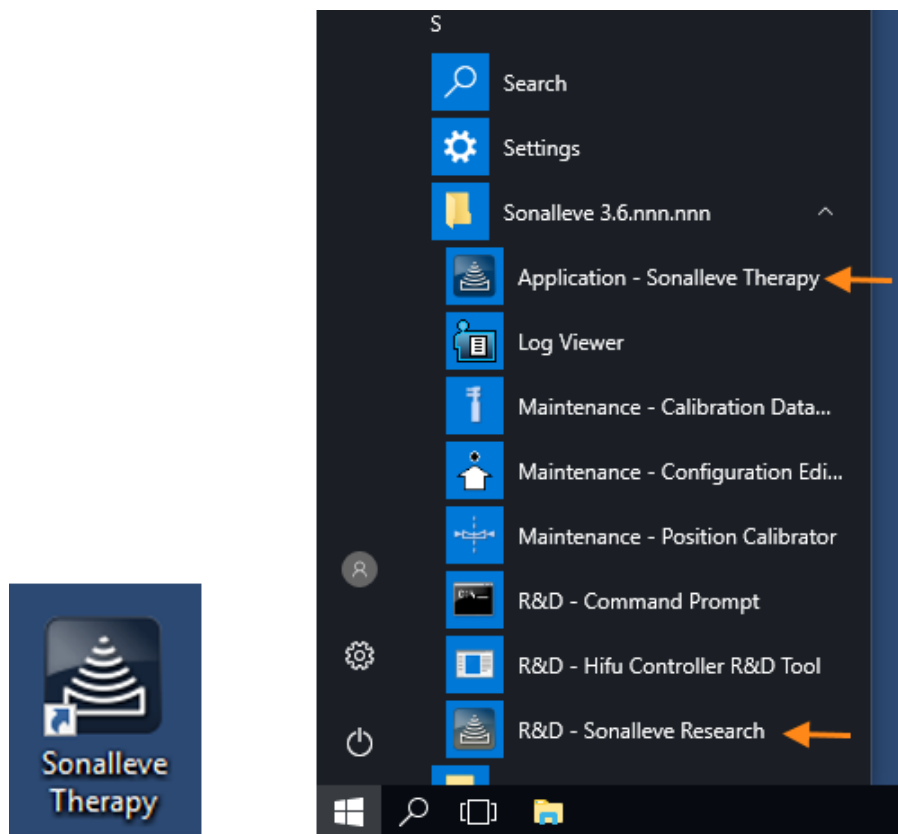 S
Search
Settings
Sonalleve 3.6.nnn.nnn
Application - Sonalleve Therapy
Log Viewer
Maintenance - Calibration Data...
Maintenance - Configuration Edi...
Maintenance - Position Calibrator
R&D - Command Prompt
R&D - Hifu Controller R&D Tool
R&D - Sonalleve Research
Sonalleve
Therapy